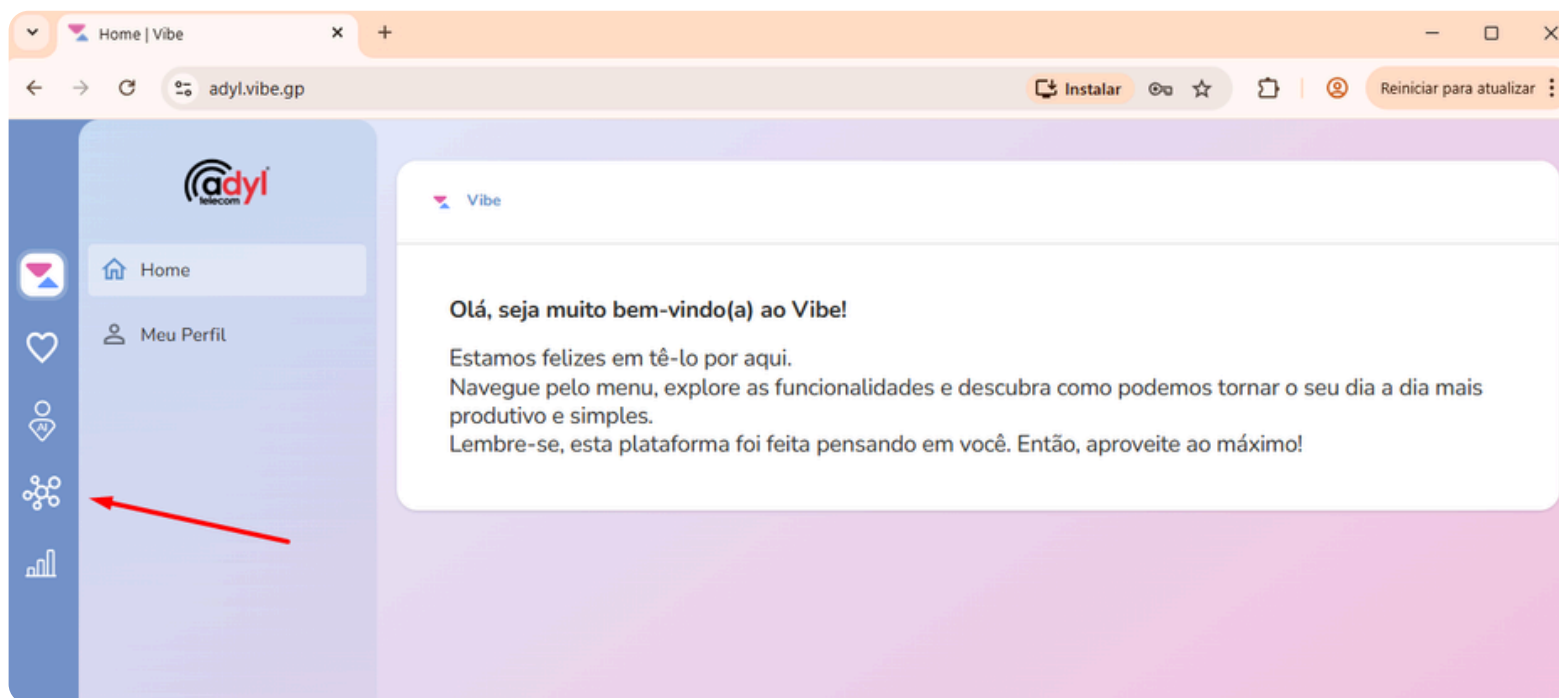 Home | Vibe
adyl.vibe.gp
Instalar
Reiniciar para atualizar
adyl
telecom
Vibe
Home
Meu Perfil
AI
Olá, seja muito bem-vindo(a) ao Vibe!
Estamos felizes em tê-lo por aqui.
Navegue pelo menu, explore as funcionalidades e descubra como podemos tornar o seu dia a dia mais
produtivo e simples.
Lembre-se, esta plataforma foi feita pensando em você. Então, aproveite ao máximo!